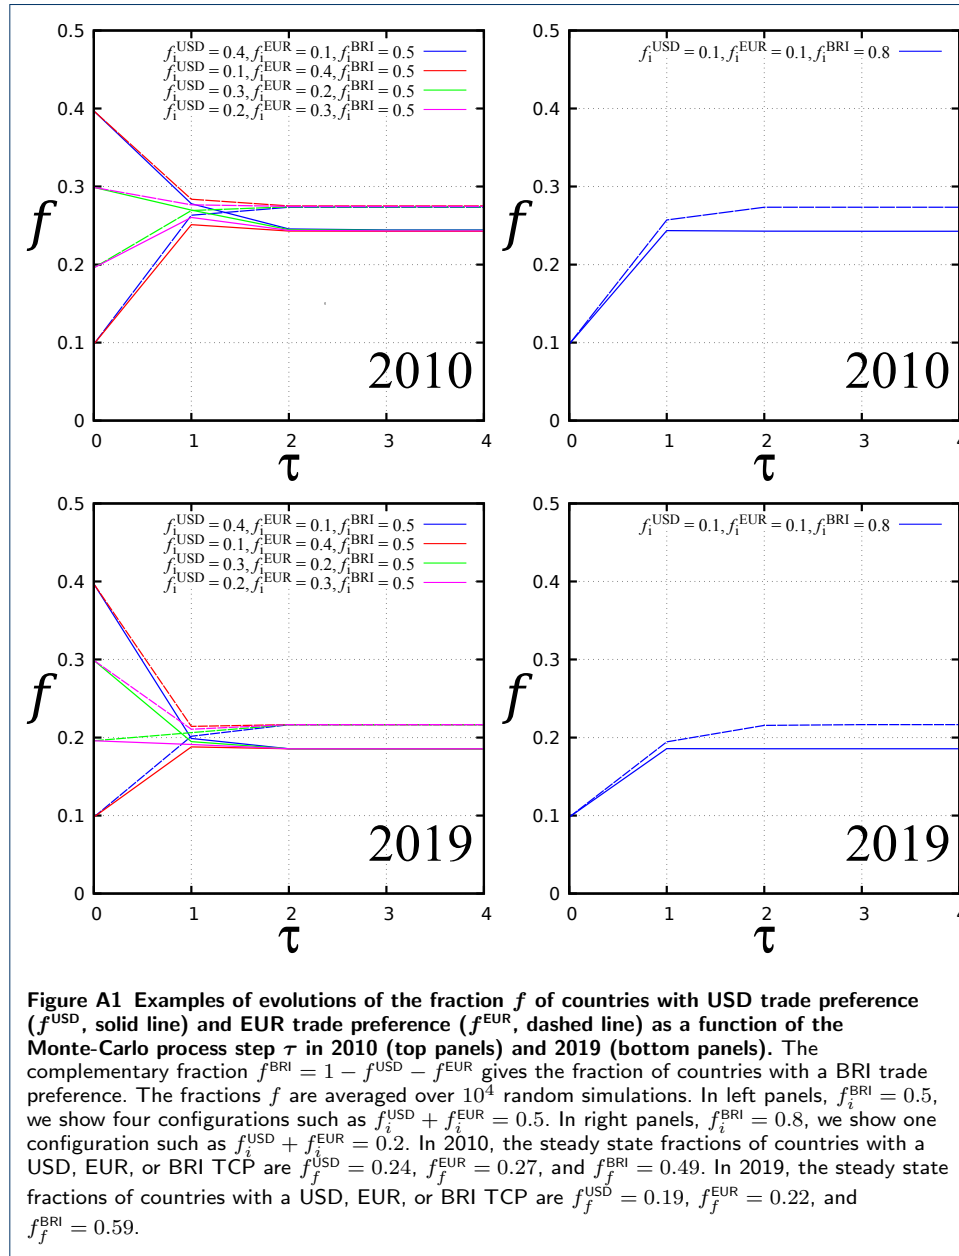 0.5
f_i^USD = 0.4, f_i^EUR = 0.1, f_i^BRI = 0.5
f_i^USD = 0.1, f_i^EUR = 0.4, f_i^BRI = 0.5
f_i^USD = 0.3, f_i^EUR = 0.2, f_i^BRI = 0.5
f_i^USD = 0.2, f_i^EUR = 0.3, f_i^BRI = 0.5
0.4
0.3
f
0.2
0.1
2010
0
0 1 2 3 4
τ
0.5
f_i^USD = 0.1, f_i^EUR = 0.1, f_i^BRI = 0.8
0.4
0.3
f
0.2
0.1
2010
0
0 1 2 3 4
τ
0.5
f_i^USD = 0.4, f_i^EUR = 0.1, f_i^BRI = 0.5
f_i^USD = 0.1, f_i^EUR = 0.4, f_i^BRI = 0.5
f_i^USD = 0.3, f_i^EUR = 0.2, f_i^BRI = 0.5
f_i^USD = 0.2, f_i^EUR = 0.3, f_i^BRI = 0.5
0.4
0.3
f
0.2
0.1
2019
0
0 1 2 3 4
τ
0.5
f_i^USD = 0.1, f_i^EUR = 0.1, f_i^BRI = 0.8
0.4
0.3
f
0.2
0.1
2019
0
0 1 2 3 4
τ
Figure A1 Examples of evolutions of the fraction f of countries with USD trade preference
(f^USD, solid line) and EUR trade preference (f^EUR, dashed line) as a function of the
Monte-Carlo process step τ in 2010 (top panels) and 2019 (bottom panels). The
complementary fraction f^BRI = 1 − f^USD − f^EUR gives the fraction of countries with a BRI trade
preference. The fractions f are averaged over 10^4 random simulations. In left panels, f_i^BRI = 0.5,
we show four configurations such as f_i^USD + f_i^EUR = 0.5. In right panels, f_i^BRI = 0.8, we show one
configuration such as f_i^USD + f_i^EUR = 0.2. In 2010, the steady state fractions of countries with a
USD, EUR, or BRI TCP are f_f^USD = 0.24, f_f^EUR = 0.27, and f_f^BRI = 0.49. In 2019, the steady state
fractions of countries with a USD, EUR, or BRI TCP are f_f^USD = 0.19, f_f^EUR = 0.22, and
f_f^BRI = 0.59.